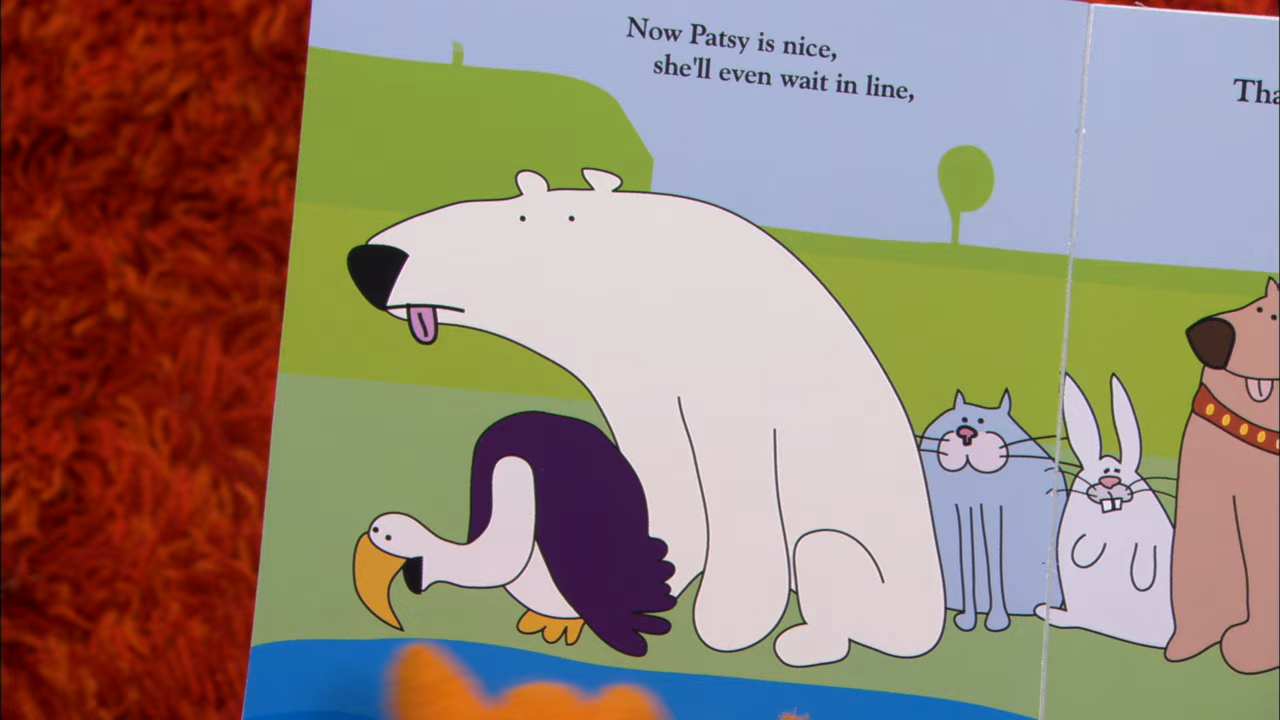 Now Patsy is nice,
she'll even wait in line,